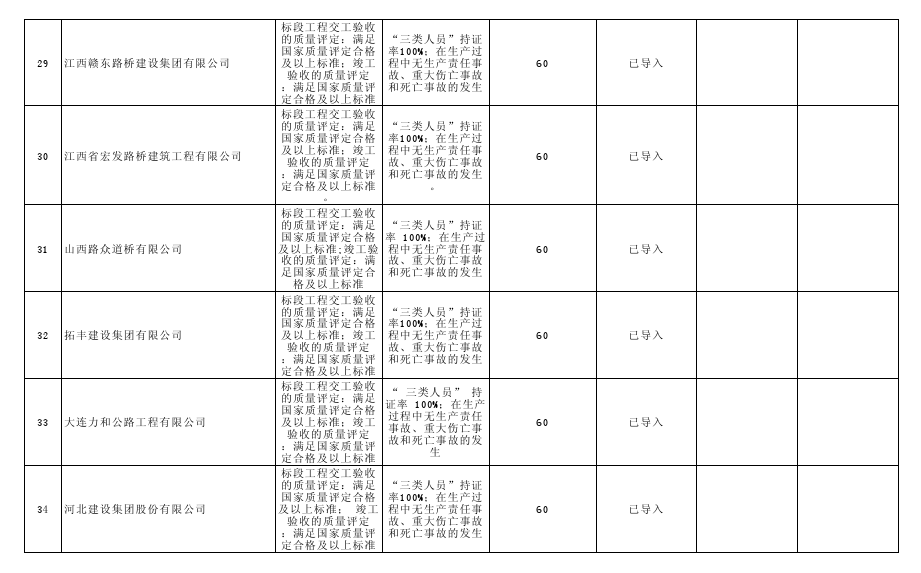 29
江西赣东路桥建设集团有限公司
标段工程交工验收
的质量评定：满足
国家质量评定合格
及以上标准；竣工
验收的质量评定
：满足国家质量评
定合格及以上标准
“三类人员”持证
率100%；在生产过
程中无生产责任事
故、重大伤亡事故
和死亡事故的发生
60
已导入
30
江西省宏发路桥建筑工程有限公司
标段工程交工验收
的质量评定：满足
国家质量评定合格
及以上标准；竣工
验收的质量评定
：满足国家质量评
定合格及以上标准
。
“三类人员”持证
率100%；在生产过
程中无生产责任事
故、重大伤亡事故
和死亡事故的发生
。
60
已导入
31
山西路众道桥有限公司
标段工程交工验收
的质量评定：满足
国家质量评定合格
及以上标准;竣工验
收的质量评定：满
足国家质量评定合
格及以上标准
“三类人员”持证
率 100%；在生产过
程中无生产责任事
故、重大伤亡事故
和死亡事故的发生
60
已导入
32
拓丰建设集团有限公司
标段工程交工验收
的质量评定：满足
国家质量评定合格
及以上标准；竣工
验收的质量评定
：满足国家质量评
定合格及以上标准
“三类人员”持证
率100%；在生产过
程中无生产责任事
故、重大伤亡事故
和死亡事故的发生
60
已导入
33
大连力和公路工程有限公司
标段工程交工验收
的质量评定：满足
国家质量评定合格
及以上标准；竣工
验收的质量评定
：满足国家质量评
定合格及以上标准
“ 三类人员” 持
证率 100%；在生产
过程中无生产责任
事故、重大伤亡事
故和死亡事故的发
生
60
已导入
34
河北建设集团股份有限公司
标段工程交工验收
的质量评定：满足
国家质量评定合格
及以上标准； 竣工
验收的质量评定
：满足国家质量评
定合格及以上标准
“三类人员”持证
率100%；在生产过
程中无生产责任事
故、重大伤亡事故
和死亡事故的发生
60
已导入